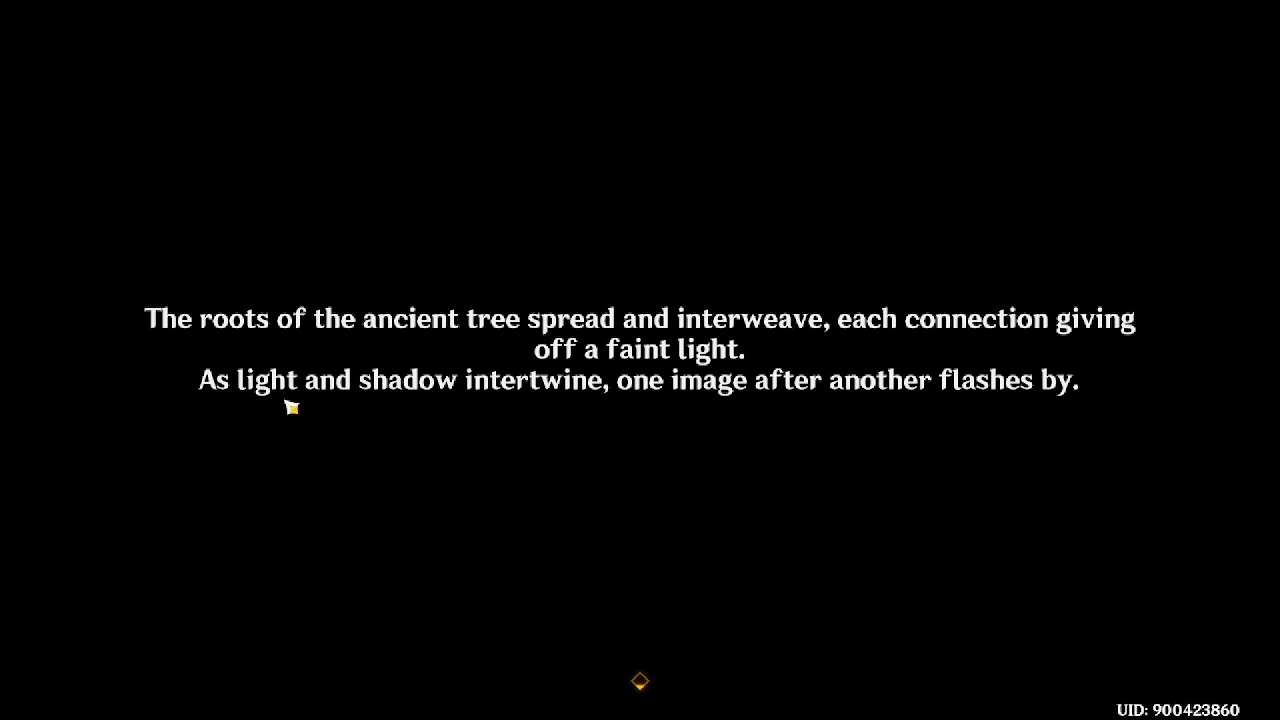 The roots of the ancient tree spread and interweave, each connection giving
off a faint light.
As light and shadow intertwine, one image after another flashes by.
UID: 900423860